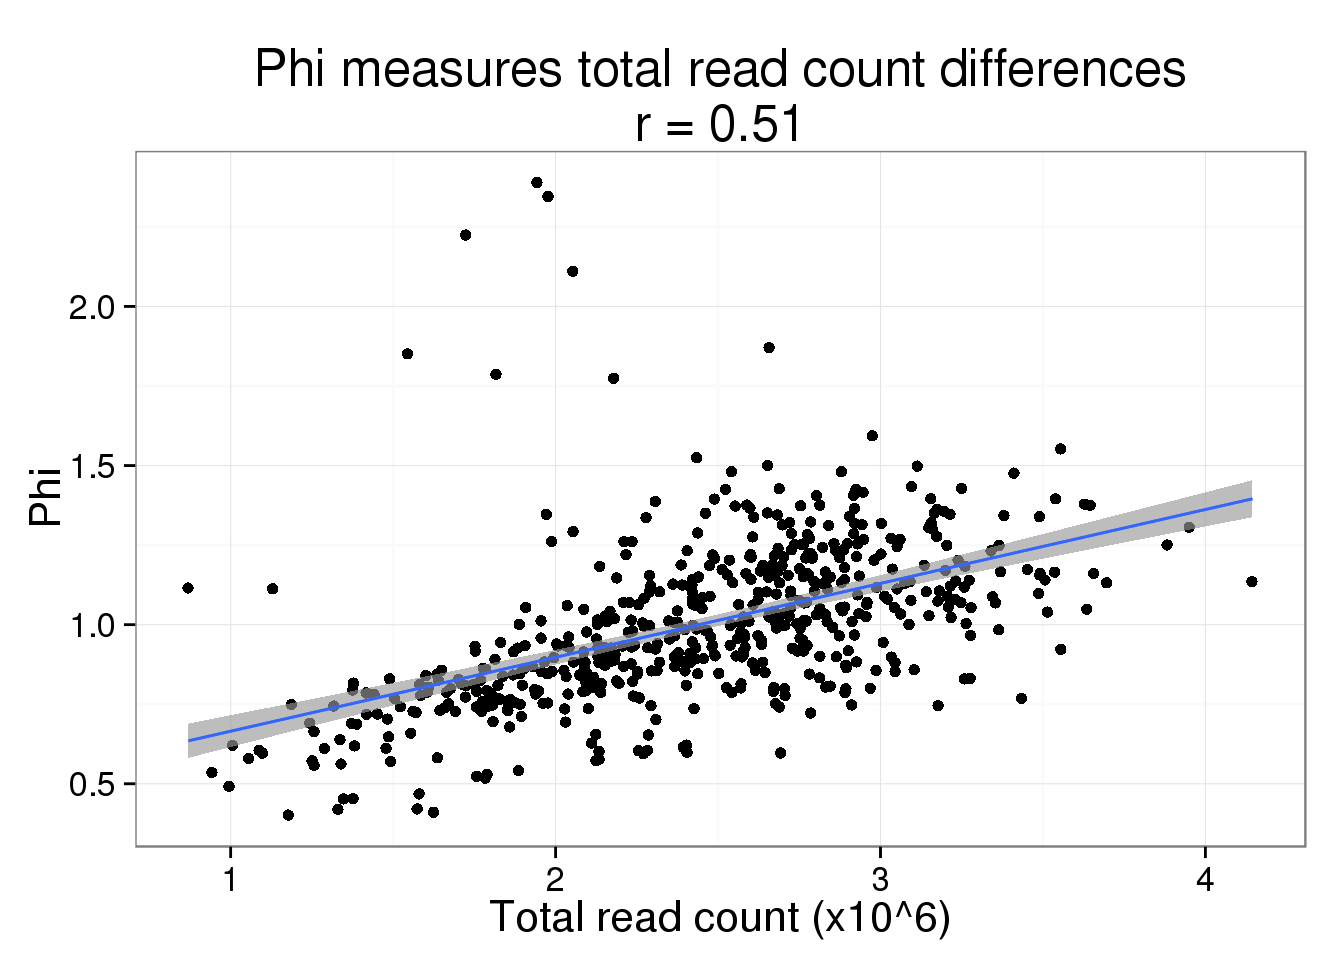 Phi measures total read count differences
r = 0.51
2.0
1.5
1.0
0.5
Phi
1 2 3 4
Total read count (x10^6)